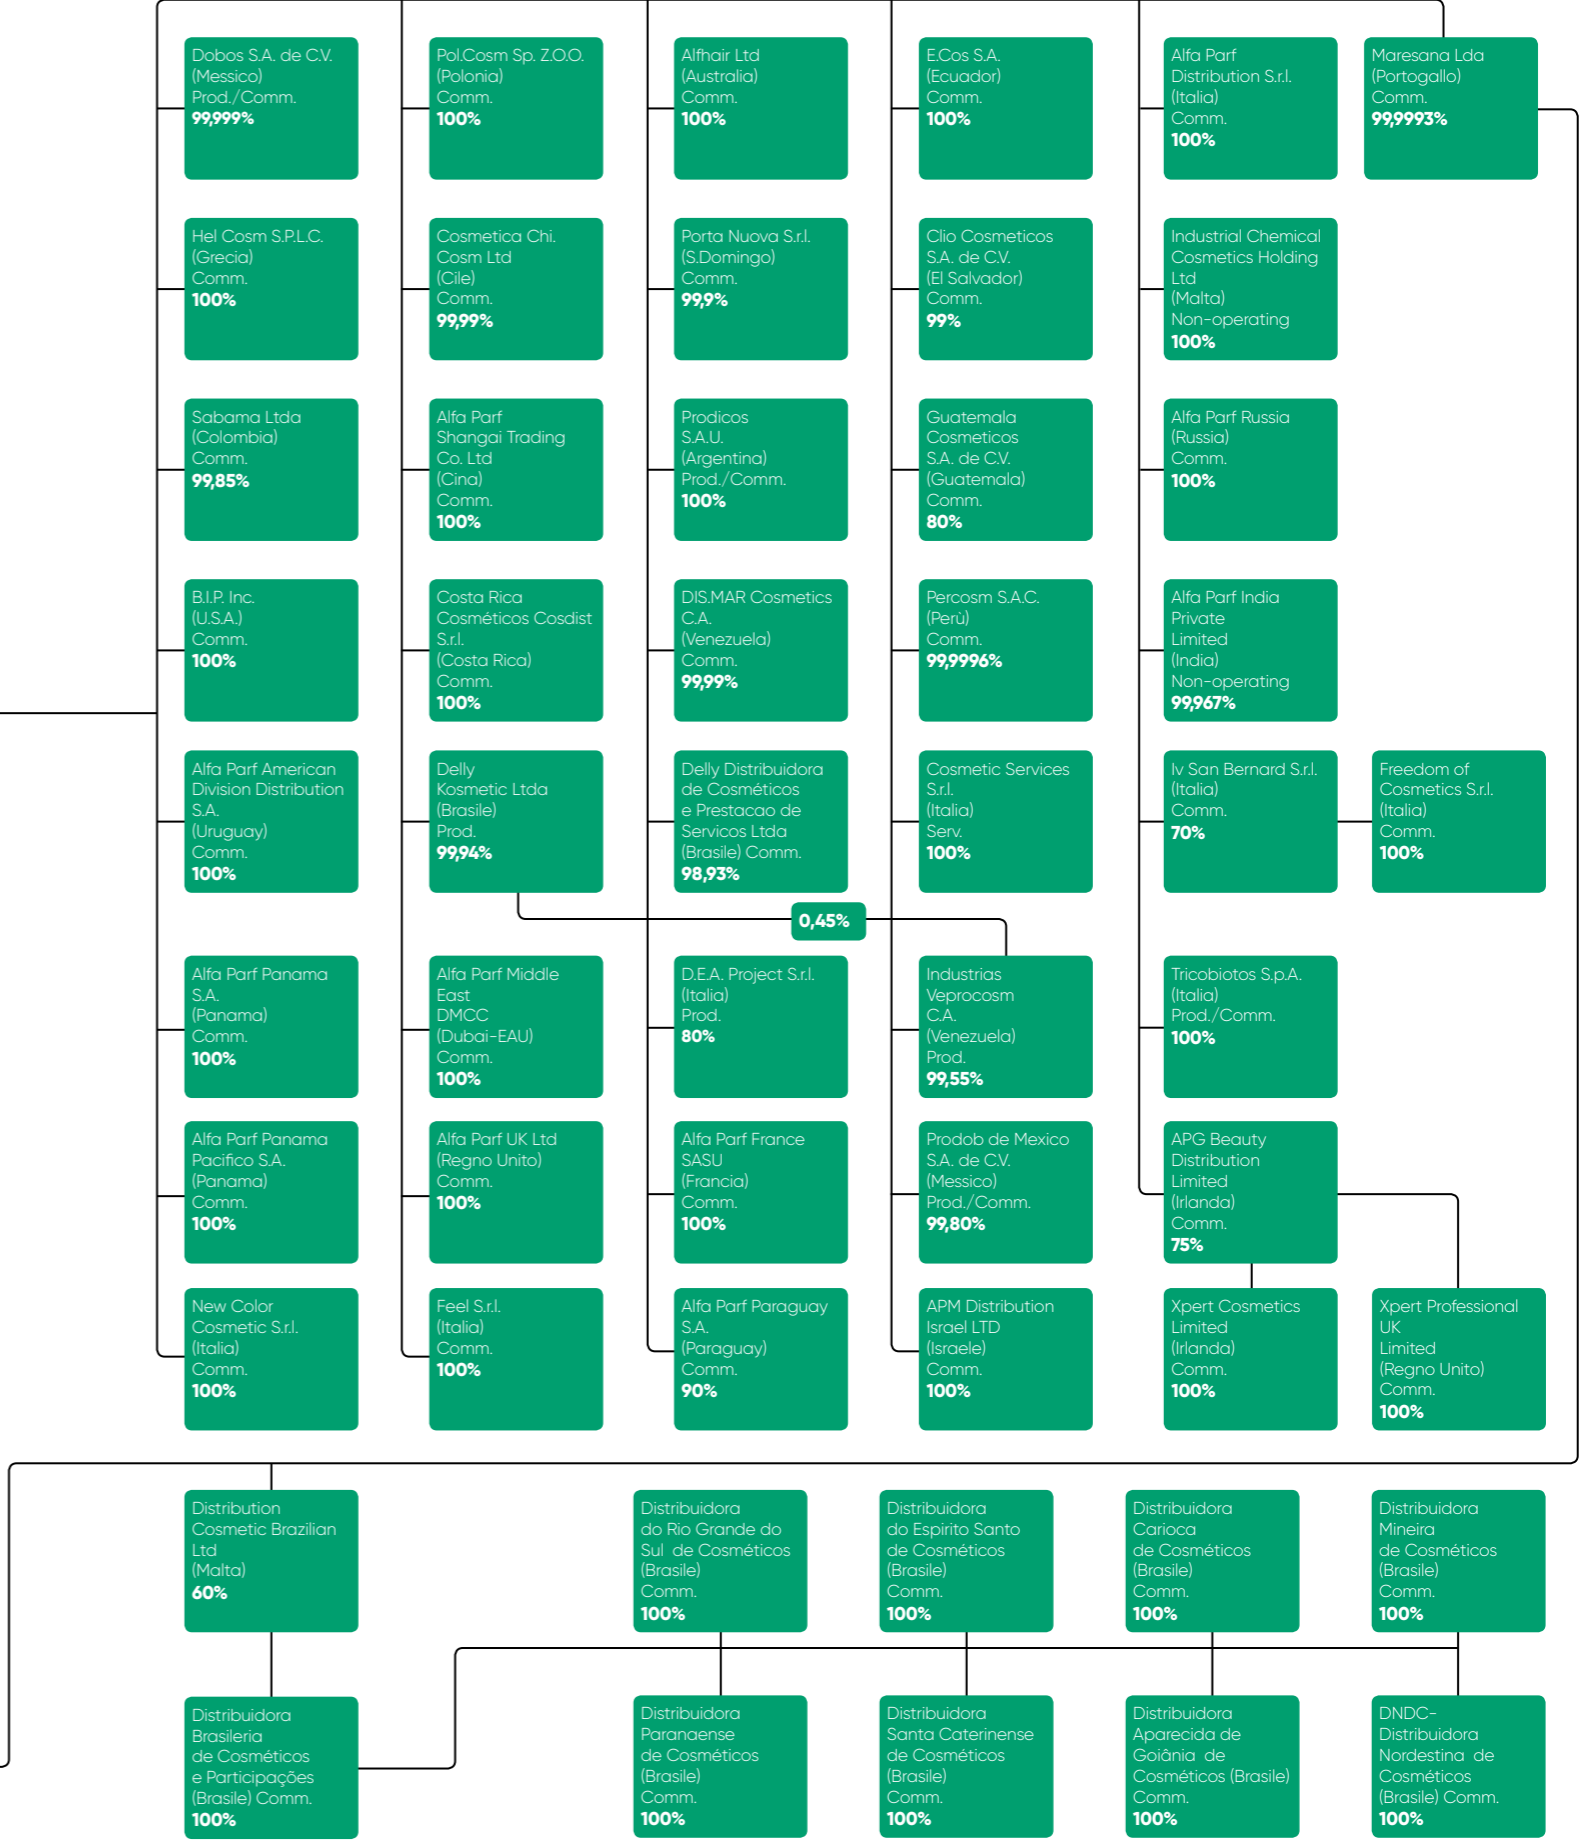 Dobos S.A. de C.V.
(Messico)
Prod./Comm.
99,999%
Pol.Cosm Sp. Z.O.O.
(Polonia)
Comm.
100%
Alfhair Ltd
(Australia)
Comm.
100%
E.Cos S.A.
(Ecuador)
Comm.
100%
Alfa Parf
Distribution S.r.l.
(Italia)
Comm.
100%
Maresana Lda
(Portogallo)
Comm.
99,9993%
Hel Cosm S.P.L.C.
(Grecia)
Comm.
100%
Cosmetica Chi.
Cosm Ltd
(Cile)
Comm.
99,99%
Porta Nuova S.r.l.
(S.Domingo)
Comm.
99,9%
Clio Cosmeticos
S.A. de C.V.
(El Salvador)
Comm.
99%
Industrial Chemical
Cosmetics Holding
Ltd
(Malta)
Non-operating
100%
Sabama Ltda
(Colombia)
Comm.
99,85%
Alfa Parf
Shangai Trading
Co. Ltd
(Cina)
Comm.
100%
Prodicos
S.A.U.
(Argentina)
Prod./Comm.
100%
Guatemala
Cosmeticos
S.A. de C.V.
(Guatemala)
Comm.
80%
Alfa Parf Russia
(Russia)
Comm.
100%
B.I.P. Inc.
(U.S.A.)
Comm.
100%
Costa Rica
Cosméticos Cosdist
S.r.l.
(Costa Rica)
Comm.
100%
DIS.MAR Cosmetics
C.A.
(Venezuela)
Comm.
99,99%
Percosm S.A.C.
(Perù)
Comm.
99,9996%
Alfa Parf India
Private
Limited
(India)
Non-operating
99,967%
Alfa Parf American
Division Distribution
S.A.
(Uruguay)
Comm.
100%
Delly
Kosmetic Ltda
(Brasile)
Prod.
99,94%
Delly Distribuidora
de Cosméticos
e Prestacao de
Servicos Ltda
(Brasile) Comm.
98,93%
Cosmetic Services
S.r.l.
(Italia)
Serv.
100%
Iv San Bernard S.r.l.
(Italia)
Comm.
70%
Freedom of
Cosmetics S.r.l.
(Italia)
Comm.
100%
0,45%
Alfa Parf Panama
S.A.
(Panama)
Comm.
100%
Alfa Parf Middle
East
DMCC
(Dubai-EAU)
Comm.
100%
D.E.A. Project S.r.l.
(Italia)
Prod.
80%
Industrias
Veprocosm
C.A.
(Venezuela)
Prod.
99,55%
Tricobiotos S.p.A.
(Italia)
Prod./Comm.
100%
Alfa Parf Panama
Pacifico S.A.
(Panama)
Comm.
100%
Alfa Parf UK Ltd
(Regno Unito)
Comm.
100%
Alfa Parf France
SASU
(Francia)
Comm.
100%
Prodob de Mexico
S.A. de C.V.
(Messico)
Prod./Comm.
99,80%
APG Beauty
Distribution
Limited
(Irlanda)
Comm.
75%
New Color
Cosmetic S.r.l.
(Italia)
Comm.
100%
Feel S.r.l.
(Italia)
Comm.
100%
Alfa Parf Paraguay
S.A.
(Paraguay)
Comm.
90%
APM Distribution
Israel LTD
(Israele)
Comm.
100%
Xpert Cosmetics
Limited
(Irlanda)
Comm.
100%
Xpert Professional
UK
Limited
(Regno Unito)
Comm.
100%
Distribution
Cosmetic Brazilian
Ltd
(Malta)
60%
Distribuidora
do Rio Grande do
Sul de Cosméticos
(Brasile)
Comm.
100%
Distribuidora
do Espirito Santo
de Cosméticos
(Brasile)
Comm.
100%
Distribuidora
Carioca
de Cosméticos
(Brasile)
Comm.
100%
Distribuidora
Mineira
de Cosméticos
(Brasile)
Comm.
100%
Distribuidora
Brasileria
de Cosméticos
e Participações
(Brasile) Comm.
100%
Distribuidora
Paranaense
de Cosméticos
(Brasile)
Comm.
100%
Distribuidora
Santa Caterinense
de Cosméticos
(Brasile)
Comm.
100%
Distribuidora
Aparecida de
Goiânia de
Cosméticos (Brasile)
Comm.
100%
DNDC-
Distribuidora
Nordestina de
Cosméticos
(Brasile) Comm.
100%